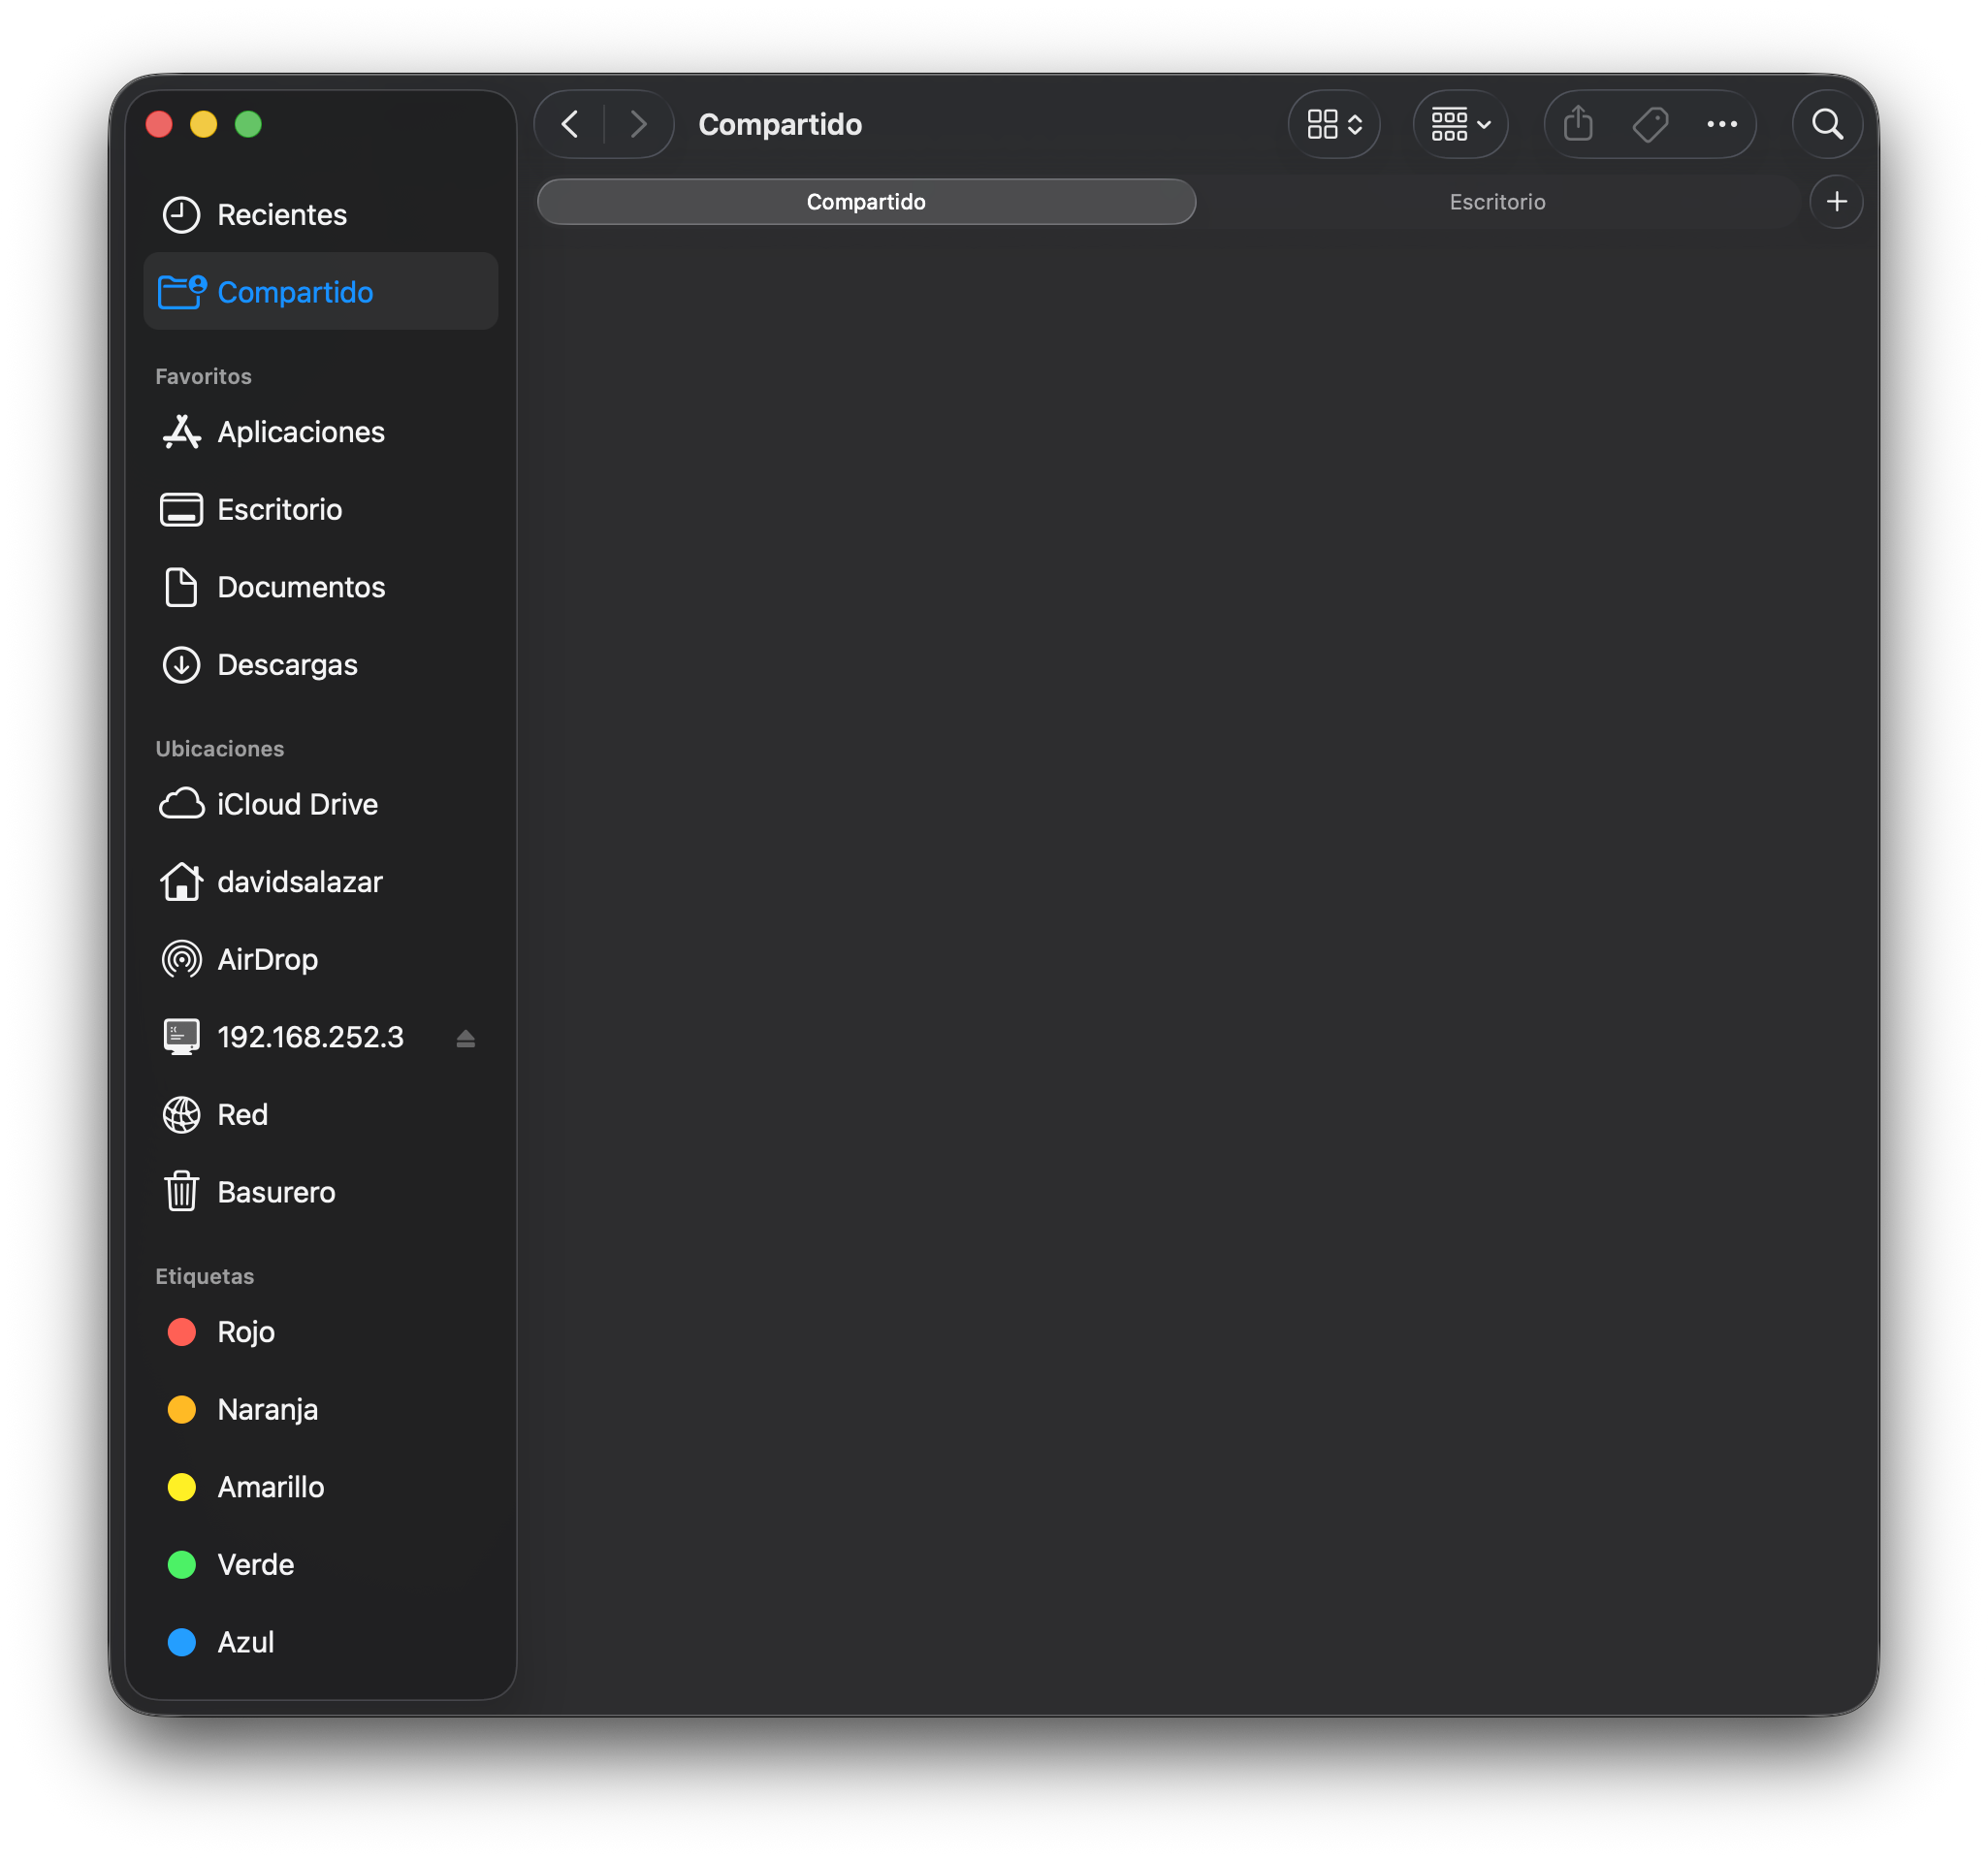 Compartido
Compartido
Escritorio
Recientes
Compartido
Favoritos
Aplicaciones
Escritorio
Documentos
Descargas
Ubicaciones
iCloud Drive
davidsalazar
AirDrop
192.168.252.3
Red
Basurero
Etiquetas
Rojo
Naranja
Amarillo
Verde
Azul